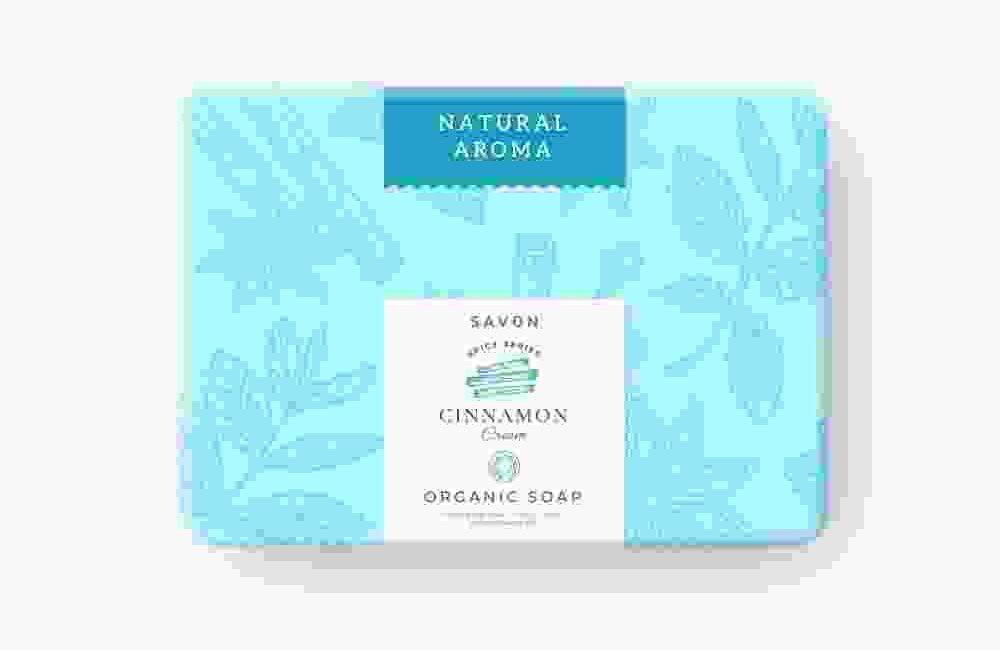 NATURAL
AROMA
SAVON
SPICE SERIES
CINNAMON
Cream
ORGANIC SOAP